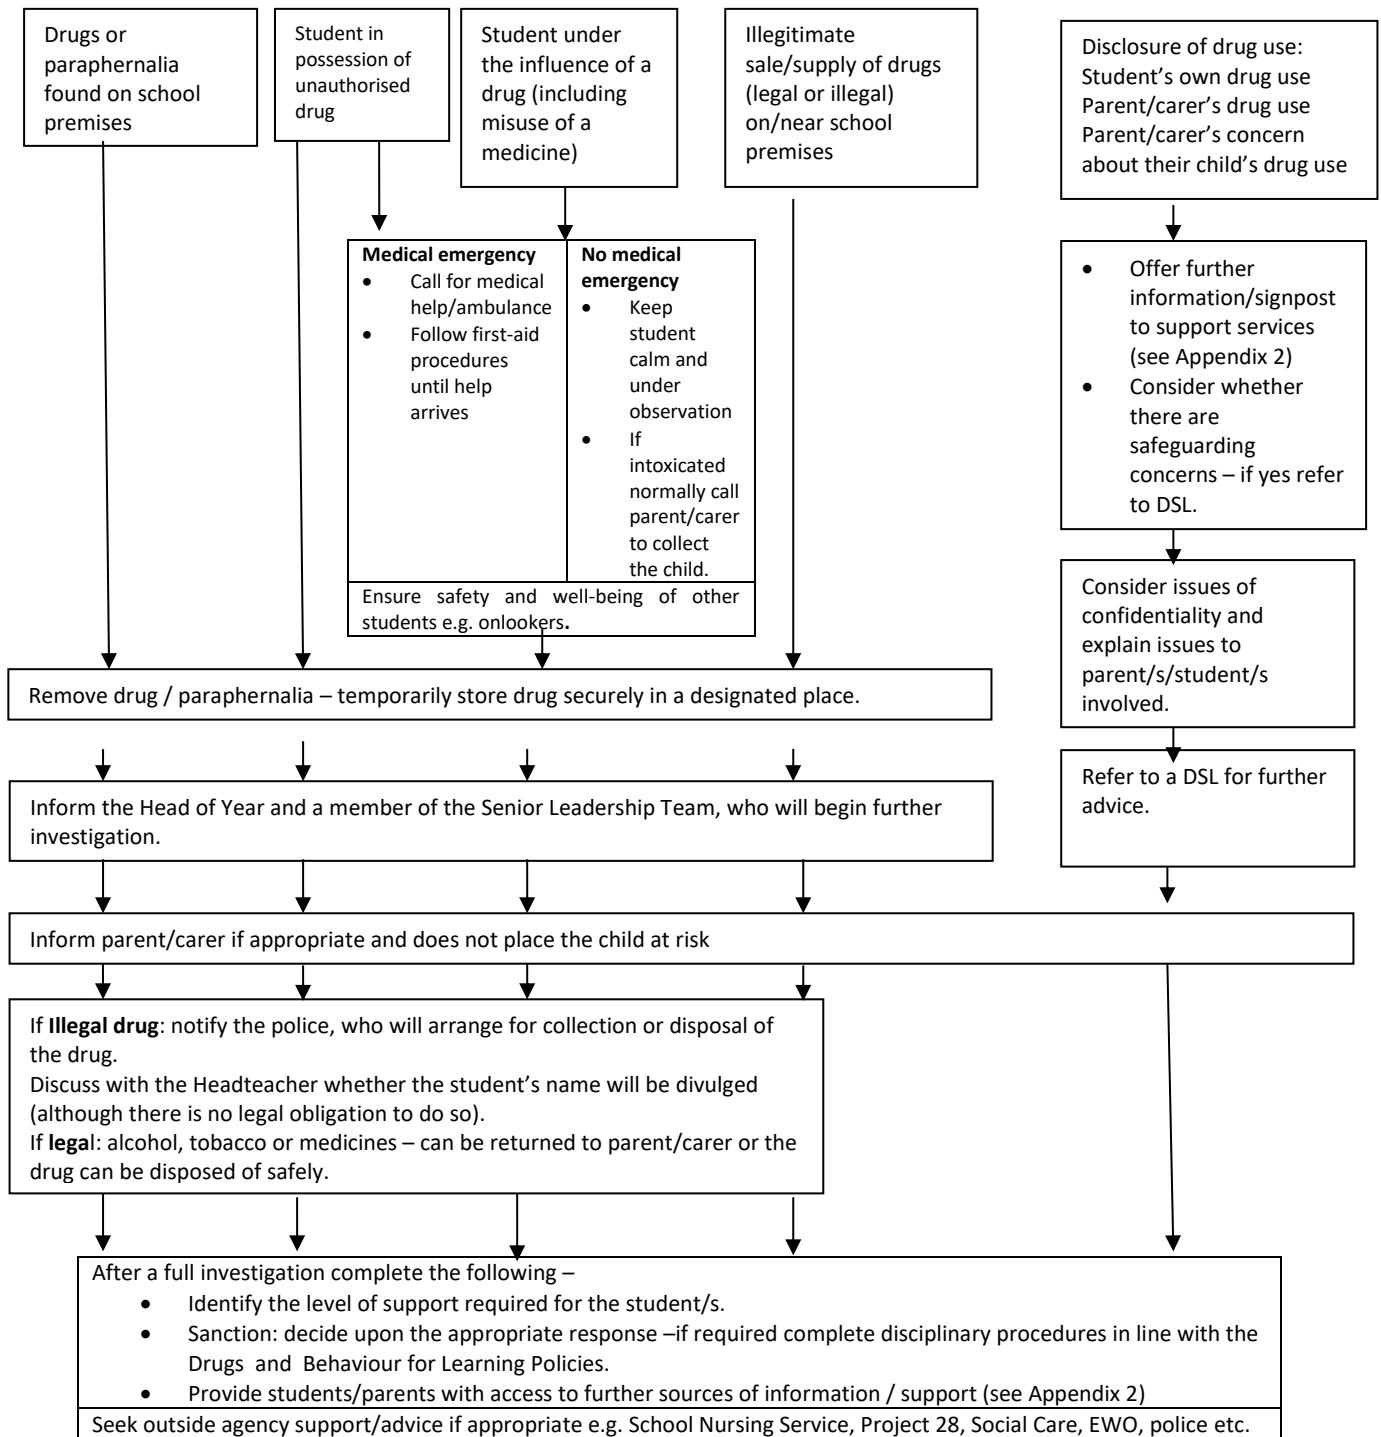 Drugs or
paraphernalia
found on school
premises
Student in
possession of
unauthorised
drug
Student under
the influence of a
drug (including
misuse of a
medicine)
Illegitimate
sale/supply of drugs
(legal or illegal)
on/near school
premises
Disclosure of drug use:
Student’s own drug use
Parent/carer’s drug use
Parent/carer’s concern
about their child’s drug use
Medical emergency
• Call for medical
help/ambulance
• Follow first-aid
procedures
until help
arrives
No medical
emergency
• Keep
student
calm and
under
observation
• If
intoxicated
normally call
parent/carer
to collect
the child.
Ensure safety and well-being of other
students e.g. onlookers.
• Offer further
information/signpost
to support services
(see Appendix 2)
• Consider whether
there are
safeguarding
concerns – if yes refer
to DSL.
Consider issues of
confidentiality and
explain issues to
parent/s/student/s
involved.
Remove drug / paraphernalia – temporarily store drug securely in a designated place.
Refer to a DSL for further
advice.
Inform the Head of Year and a member of the Senior Leadership Team, who will begin further
investigation.
Inform parent/carer if appropriate and does not place the child at risk
If Illegal drug: notify the police, who will arrange for collection or disposal of
the drug.
Discuss with the Headteacher whether the student’s name will be divulged
(although there is no legal obligation to do so).
If legal: alcohol, tobacco or medicines – can be returned to parent/carer or the
drug can be disposed of safely.
After a full investigation complete the following –
• Identify the level of support required for the student/s.
• Sanction: decide upon the appropriate response –if required complete disciplinary procedures in line with the
Drugs and Behaviour for Learning Policies.
• Provide students/parents with access to further sources of information / support (see Appendix 2)
Seek outside agency support/advice if appropriate e.g. School Nursing Service, Project 28, Social Care, EWO, police etc.